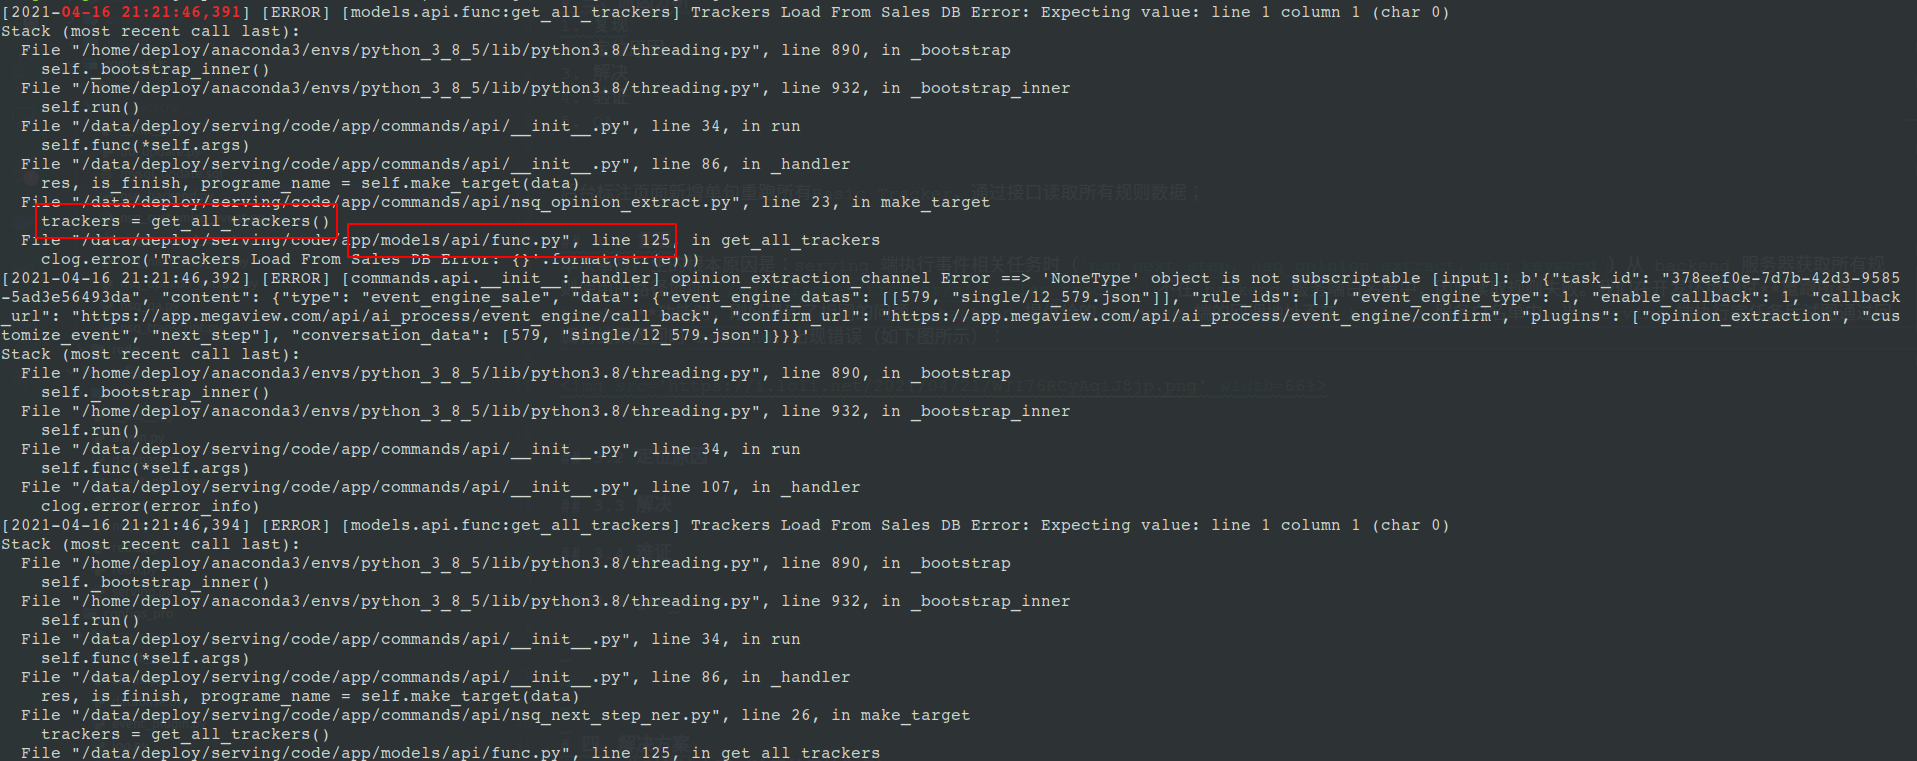 [2021-04-16 21:21:46,391] [ERROR] [models.api.func:get_all_trackers] Trackers Load From Sales DB Error: Expecting value: line 1 column 1 (char 0)
Stack (most recent call last):
  File "/home/deploy/anaconda3/envs/python_3_8_5/lib/python3.8/threading.py", line 890, in _bootstrap
    self._bootstrap_inner()
  File "/home/deploy/anaconda3/envs/python_3_8_5/lib/python3.8/threading.py", line 932, in _bootstrap_inner
    self.run()
  File "/data/deploy/serving/code/app/commands/api/__init__.py", line 34, in run
    self.func(*self.args)
  File "/data/deploy/serving/code/app/commands/api/__init__.py", line 86, in _handler
    res, is_finish, programe_name = self.make_target(data)
  File "/data/deploy/serving/code/app/commands/api/nsq_opinion_extract.py", line 23, in make_target
    trackers = get_all_trackers()
  File "/data/deploy/serving/code/app/models/api/func.py", line 125, in get_all_trackers
    clog.error('Trackers Load From Sales DB Error: {}'.format(str(e)))
[2021-04-16 21:21:46,392] [ERROR] [commands.api.__init__:_handler] opinion_extraction_channel Error ==> 'NoneType' object is not subscriptable [input]: b'{"task_id": "378eef0e-7d7b-42d3-9585
-5ad3e56493da", "content": {"type": "event_engine_sale", "data": {"event_engine_data": [[579, "single/12_579.json"]], "rule_ids": [], "event_engine_type": 1, "enable_callback": 1, "callback
_url": "https://app.megaview.com/api/ai_process/event_engine/call_back", "confirm_url": "https://app.megaview.com/api/ai_process/event_engine/confirm", "plugins": ["opinion_extraction", "cus
tomize_event", "next_step"], "conversation_data": [579, "single/12_579.json"]}}}'
Stack (most recent call last):
  File "/home/deploy/anaconda3/envs/python_3_8_5/lib/python3.8/threading.py", line 890, in _bootstrap
    self._bootstrap_inner()
  File "/home/deploy/anaconda3/envs/python_3_8_5/lib/python3.8/threading.py", line 932, in _bootstrap_inner
    self.run()
  File "/data/deploy/serving/code/app/commands/api/__init__.py", line 34, in run
    self.func(*self.args)
  File "/data/deploy/serving/code/app/commands/api/__init__.py", line 107, in _handler
    clog.error(error_info)
[2021-04-16 21:21:46,394] [ERROR] [models.api.func:get_all_trackers] Trackers Load From Sales DB Error: Expecting value: line 1 column 1 (char 0)
Stack (most recent call last):
  File "/home/deploy/anaconda3/envs/python_3_8_5/lib/python3.8/threading.py", line 890, in _bootstrap
    self._bootstrap_inner()
  File "/home/deploy/anaconda3/envs/python_3_8_5/lib/python3.8/threading.py", line 932, in _bootstrap_inner
    self.run()
  File "/data/deploy/serving/code/app/commands/api/__init__.py", line 34, in run
    self.func(*self.args)
  File "/data/deploy/serving/code/app/commands/api/__init__.py", line 86, in _handler
    res, is_finish, programe_name = self.make_target(data)
  File "/data/deploy/serving/code/app/commands/api/nsq_next_step_ner.py", line 26, in make_target
    trackers = get_all_trackers()
  File "/data/deploy/serving/code/app/models/api/func.py", line 125, in get all trackers